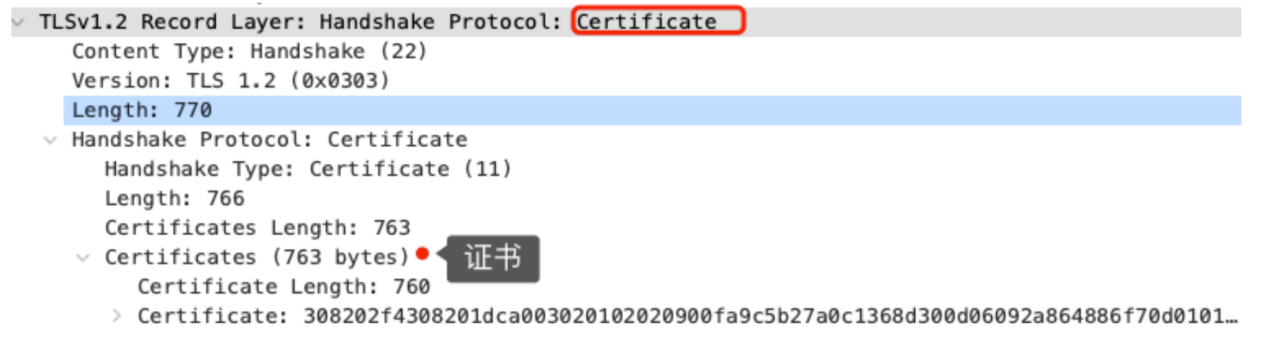 TLSv1.2 Record Layer: Handshake Protocol: Certificate
Content Type: Handshake (22)
Version: TLS 1.2 (0x0303)
Length: 770
Handshake Protocol: Certificate
Handshake Type: Certificate (11)
Length: 766
Certificates Length: 763
Certificates (763 bytes) 证书
Certificate Length: 760
Certificate: 308202f4308201dca003020102020900fa9c5b27a0c1368d300d06092a864886f70d0101…